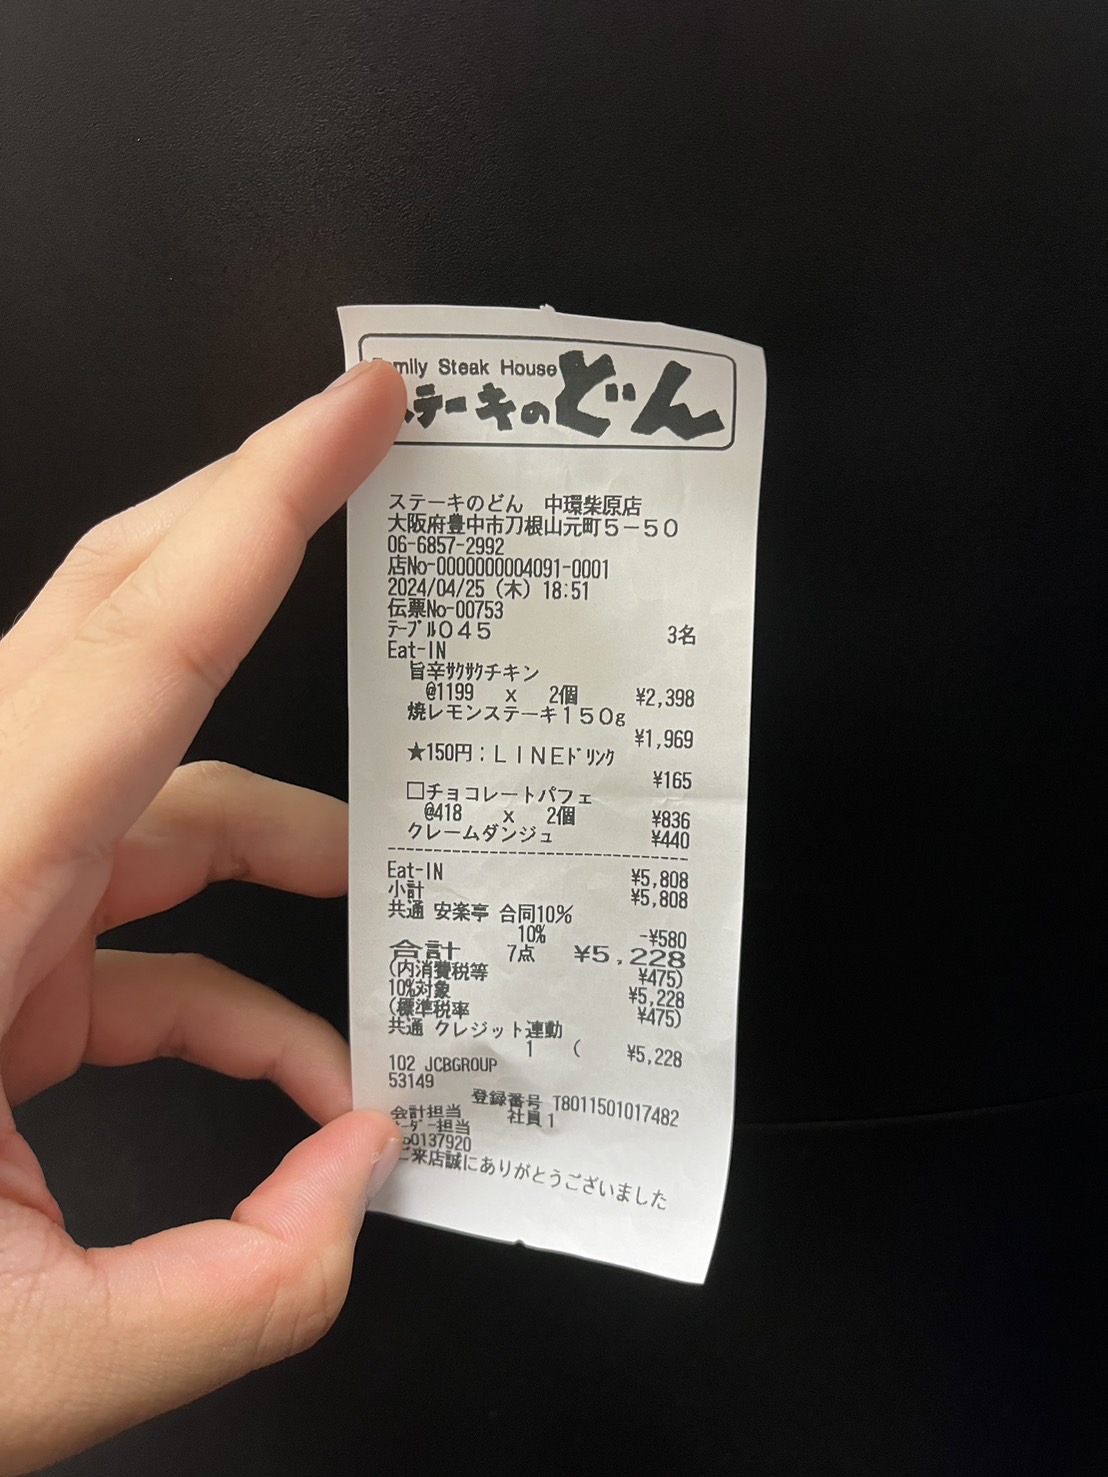 Family Steak House
ステーキのどん
ステーキのどん 中環柴原店
大阪府豊中市刀根山元町5-50
06-6857-2992
店No-0000000004091-0001
2024/04/25 (木) 18:51
伝票No-00753
ﾃｰﾌﾞﾙ045 3名
Eat-IN
旨辛ｻｸｻｸチキン
@1199 x 2個 ¥2,398
焼レモンステーキ150g
¥1,969
★150円:LINEﾄﾞﾘﾝｸ
¥165
□チョコレートパフェ
@418 x 2個 ¥836
クレームダンジュ ¥440
Eat-IN ¥5,808
小計 ¥5,808
共通 安楽亭 合同10%
10% -¥580
合計 7点 ¥5,228
(内消費税等 ¥475)
10%対象 ¥5,228
(標準税率 ¥475)
共通 クレジット連動
1 ( ¥5,228
102 JCBGROUP
53149
登録番号 T8011501017482
会計担当 社員1
ｰﾀﾞｰ担当
0137920
ご来店誠にありがとうございました